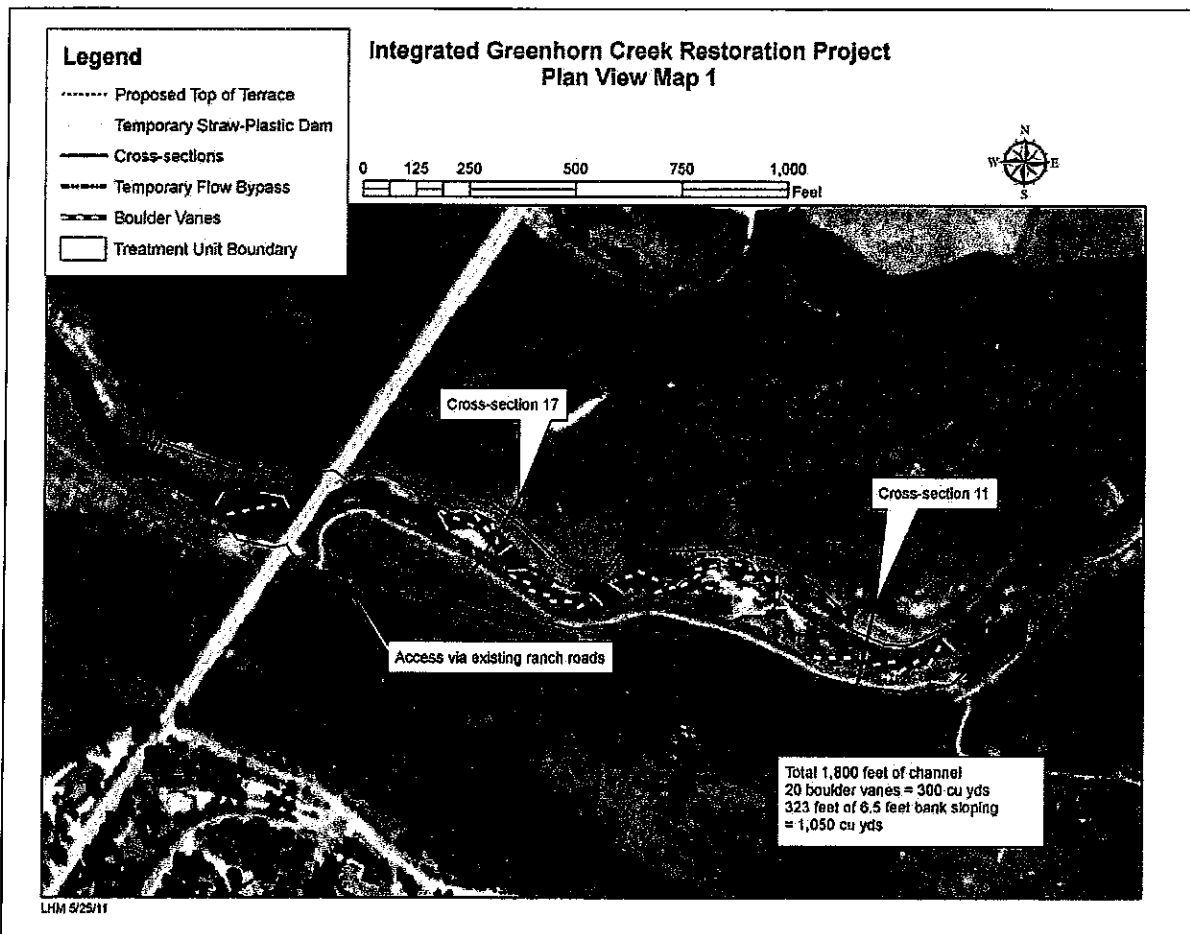 Legend
Proposed Top of Terrace
Temporary Straw-Plastic Dam
Cross-sections
Temporary Flow Bypass
Boulder Vanes
Treatment Unit Boundary
Integrated Greenhorn Creek Restoration Project
Plan View Map 1
0 125 250 500 750 1,000
Feet
N
W E
S
Cross-section 17
Cross-section 11
Access via existing ranch roads
Total 1,800 feet of channel
20 boulder vanes = 300 cu yds
323 feet of 6.5 feet bank sloping
= 1,050 cu yds
LHM 5/25/11